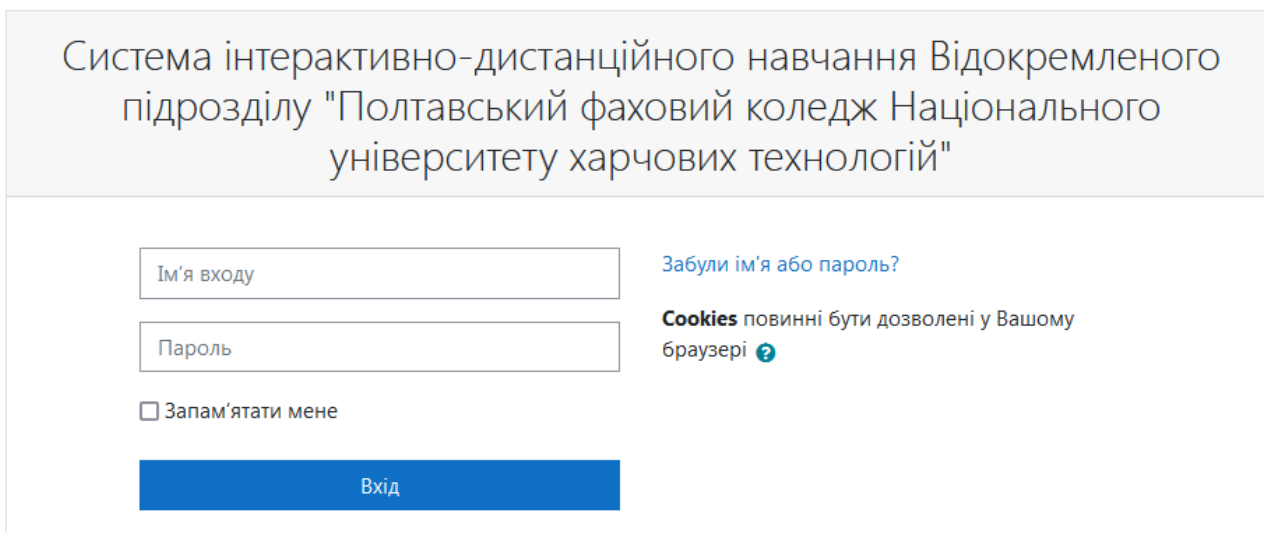 Система інтерактивно-дистанційного навчання Відокремленого
підрозділу "Полтавський фаховий коледж Національного
університету харчових технологій"
Ім’я входу
Забули ім'я або пароль?
Пароль
Cookies повинні бути дозволені у Вашому
браузері ?
Запам’ятати мене
Вхід